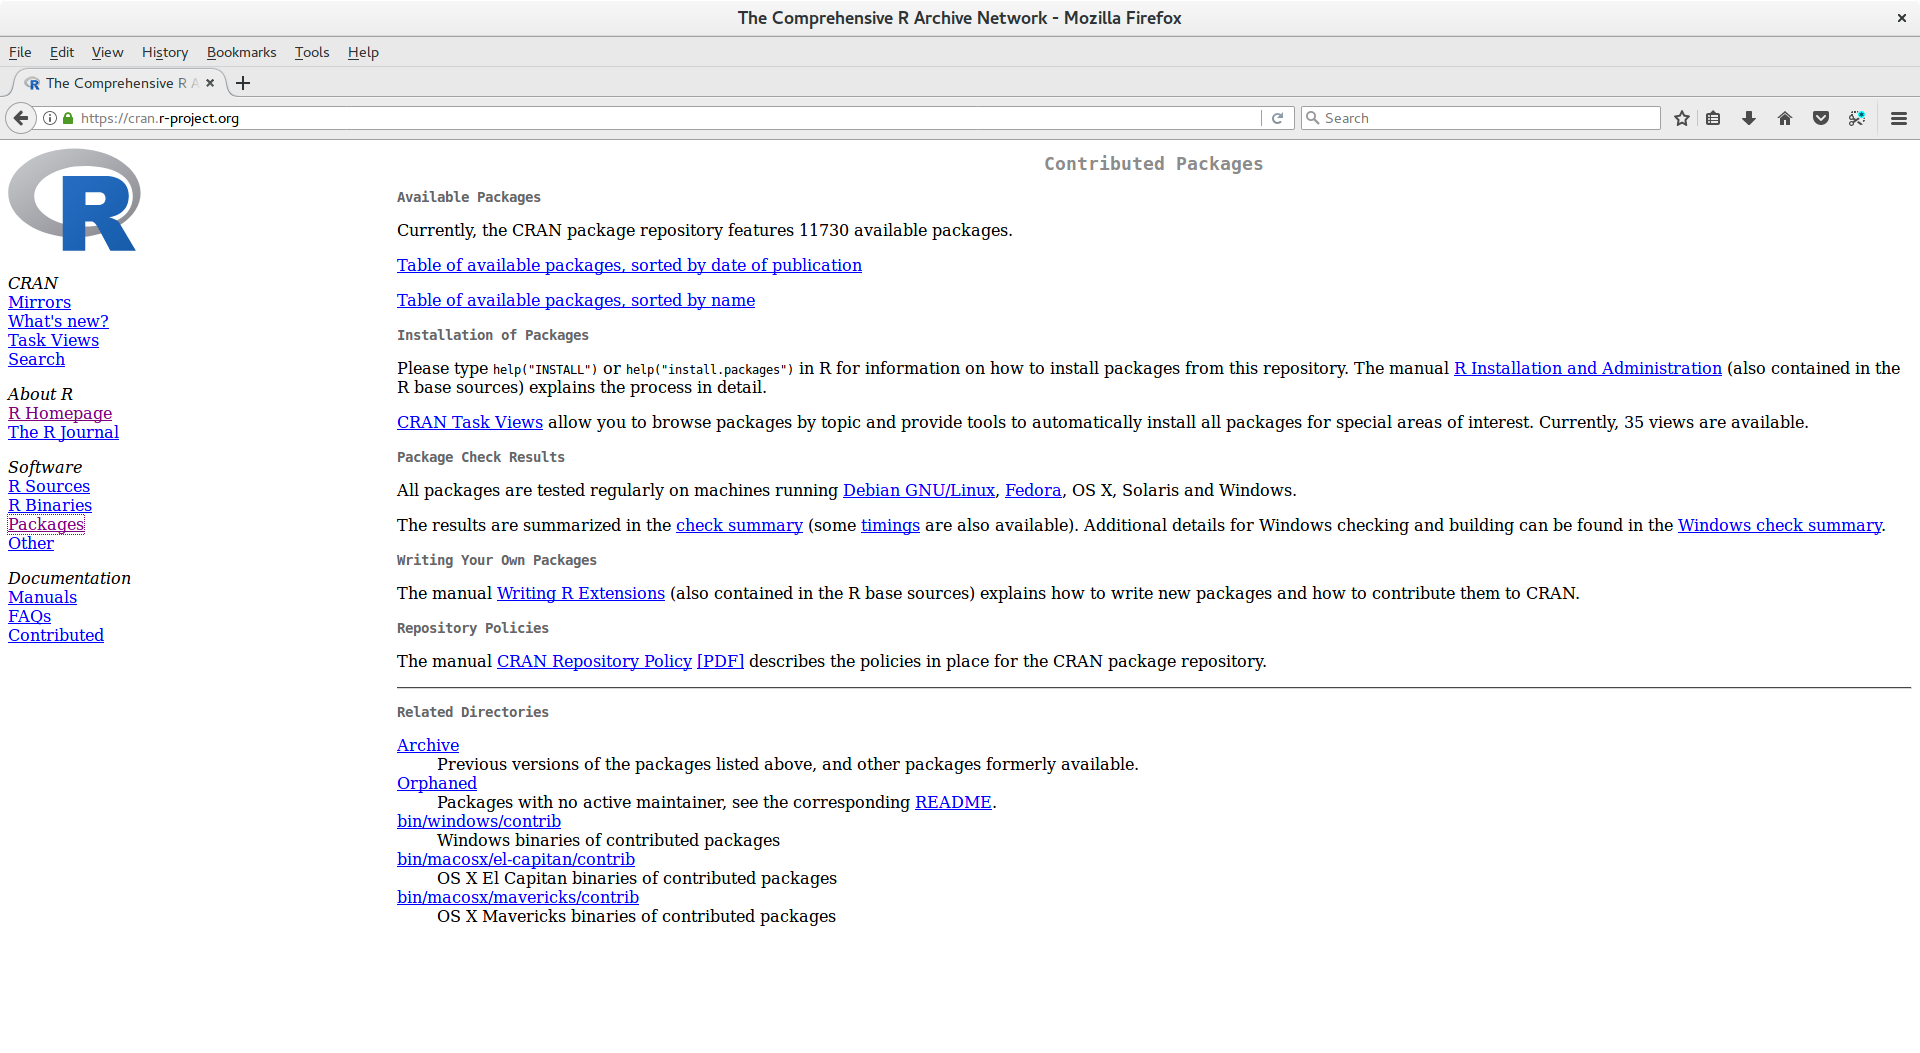 The Comprehensive R Archive Network - Mozilla Firefox
File Edit View History Bookmarks Tools Help
The Comprehensive R A
https://cran.r-project.org
Search
R
CRAN
Mirrors
What's new?
Task Views
Search
About R
R Homepage
The R Journal
Software
R Sources
R Binaries
Packages
Other
Documentation
Manuals
FAQs
Contributed
Contributed Packages
Available Packages
Currently, the CRAN package repository features 11730 available packages.
Table of available packages, sorted by date of publication
Table of available packages, sorted by name
Installation of Packages
Please type help("INSTALL") or help("install.packages") in R for information on how to install packages from this repository. The manual R Installation and Administration (also contained in the
R base sources) explains the process in detail.
CRAN Task Views allow you to browse packages by topic and provide tools to automatically install all packages for special areas of interest. Currently, 35 views are available.
Package Check Results
All packages are tested regularly on machines running Debian GNU/Linux, Fedora, OS X, Solaris and Windows.
The results are summarized in the check summary (some timings are also available). Additional details for Windows checking and building can be found in the Windows check summary.
Writing Your Own Packages
The manual Writing R Extensions (also contained in the R base sources) explains how to write new packages and how to contribute them to CRAN.
Repository Policies
The manual CRAN Repository Policy [PDF] describes the policies in place for the CRAN package repository.
Related Directories
Archive
Previous versions of the packages listed above, and other packages formerly available.
Orphaned
Packages with no active maintainer, see the corresponding README.
bin/windows/contrib
Windows binaries of contributed packages
bin/macosx/el-capitan/contrib
OS X El Capitan binaries of contributed packages
bin/macosx/mavericks/contrib
OS X Mavericks binaries of contributed packages